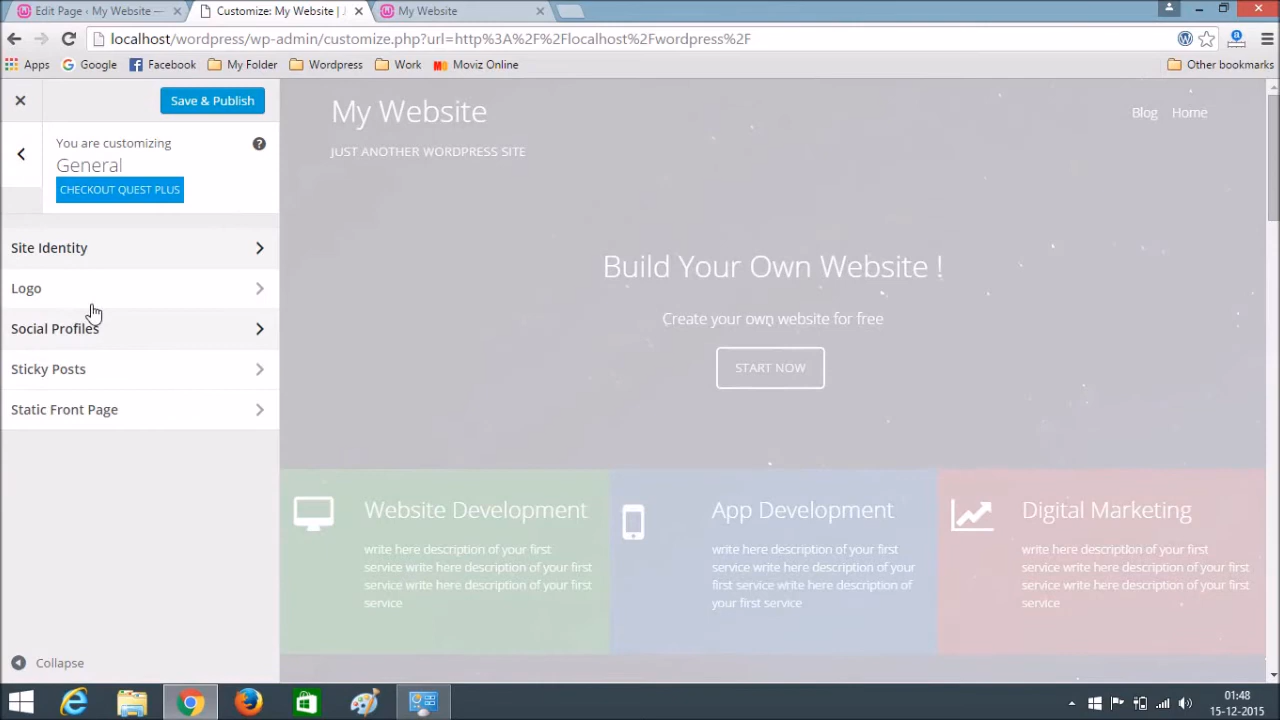 Edit Page ‹ My Website —
Customize: My Website |
My Website
localhost/wordpress/wp-admin/customize.php?url=http%3A%2F%2Flocalhost%2Fwordpress%2F
Apps
Google
Facebook
My Folder
Wordpress
Work
Moviz Online
Other bookmarks
Save & Publish
You are customizing
General
CHECKOUT QUEST PLUS
Site Identity
Logo
Social Profiles
Sticky Posts
Static Front Page
Collapse
My Website
JUST ANOTHER WORDPRESS SITE
Blog Home
Build Your Own Website !
Create your own website for free
START NOW
Website Development
write here description of your first
service write here description of your first
service write here description of your first
service
App Development
write here description of your first
service write here description of your
first service write here description of
your first service
Digital Marketing
write here description of your first
service write here description of your first
service write here description of your first
service
01:48
15-12-2015